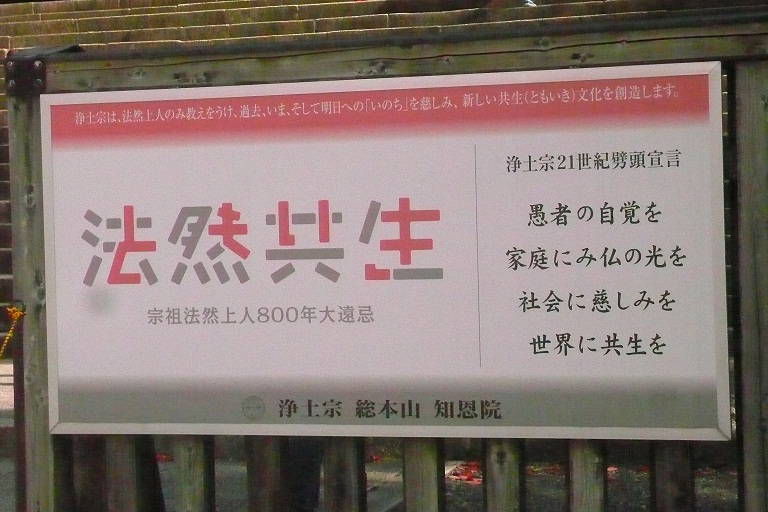 浄土宗は、法然上人のみ教えをうけ、過去、いま、そして明日への「いのち」を慈しみ、新しい共生(ともいき)文化を創造します。
法然共生
宗祖法然上人800年大遠忌
浄土宗21世紀劈頭宣言
愚者の自覚を
家庭にみ仏の光を
社会に慈しみを
世界に共生を
浄土宗 総本山 知恩院